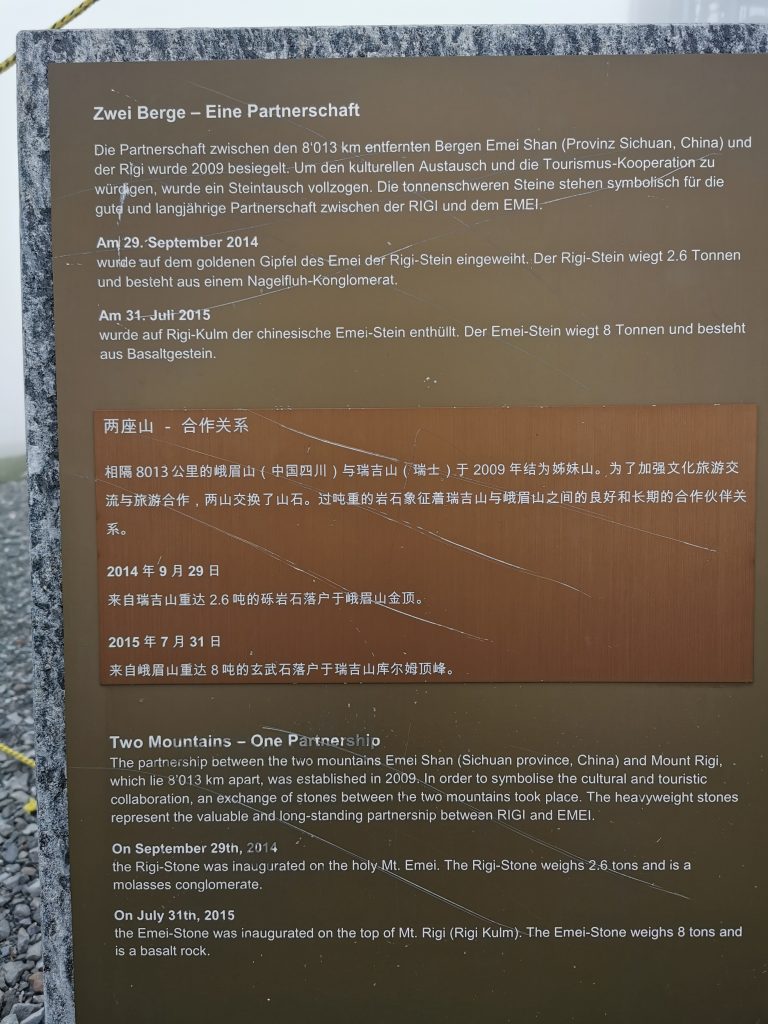 Zwei Berge – Eine Partnerschaft
Die Partnerschaft zwischen den 8'013 km entfernten Bergen Emei Shan (Provinz Sichuan, China) und
der Rigi wurde 2009 besiegelt. Um den kulturellen Austausch und die Tourismus-Kooperation zu
würdigen, wurde ein Steintausch vollzogen. Die tonnenschweren Steine stehen symbolisch für die
gute und langjährige Partnerschaft zwischen der RIGI und dem EMEI.
Am 29. September 2014
wurde auf dem goldenen Gipfel des Emei der Rigi-Stein eingeweiht. Der Rigi-Stein wiegt 2.6 Tonnen
und besteht aus einem Nagelfluh-Konglomerat.
Am 31. Juli 2015
wurde auf Rigi-Kulm der chinesische Emei-Stein enthüllt. Der Emei-Stein wiegt 8 Tonnen und besteht
aus Basaltgestein.
两座山 - 合作关系
相隔 8013 公里的峨眉山（中国四川）与瑞吉山（瑞士）于 2009 年结为姊妹山。为了加强文化旅游交
流与旅游合作，两山交换了山石。过吨重的岩石象征着瑞吉山与峨眉山之间的良好和长期的合作伙伴关
系。
2014 年 9 月 29 日
来自瑞吉山重达 2.6 吨的砾岩石落户于峨眉山金顶。
2015 年 7 月 31 日
来自峨眉山重达 8 吨的玄武石落户于瑞吉山库尔姆顶峰。
Two Mountains – One Partnership
The partnership between the two mountains Emei Shan (Sichuan province, China) and Mount Rigi,
which lie 8'013 km apart, was established in 2009. In order to symbolise the cultural and touristic
collaboration, an exchange of stones between the two mountains took place. The heavyweight stones
represent the valuable and long-standing partnership between RIGI and EMEI.
On September 29th, 2014
the Rigi-Stone was inaugurated on the holy Mt. Emei. The Rigi-Stone weighs 2.6 tons and is a
molasses conglomerate.
On July 31th, 2015
the Emei-Stone was inaugurated on the top of Mt. Rigi (Rigi Kulm). The Emei-Stone weighs 8 tons and
is a basalt rock.